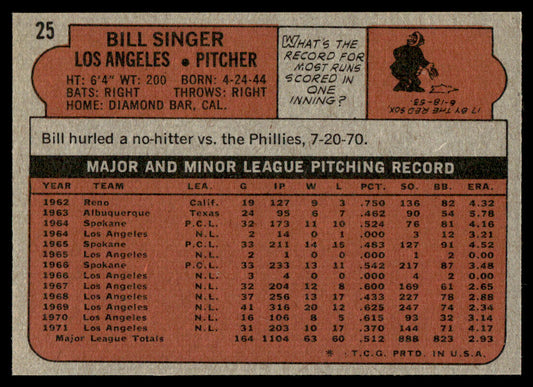 25
BILL SINGER
LOS ANGELES • PITCHER
HT: 6'4" WT: 200 BORN: 4-24-44
BATS: RIGHT THROWS: RIGHT
HOME: DIAMOND BAR, CAL.
WHAT'S THE
RECORD FOR
MOST RUNS
SCORED IN
ONE
INNING?
17 BY THE RED SOX
6-18-53
Bill hurled a no-hitter vs. the Phillies, 7-20-70.
MAJOR AND MINOR LEAGUE PITCHING RECORD
YEAR TEAM LEA. G IP W L PCT. SO. BB. ERA.
1962 Reno Calif. 19 127 9 3 .750 136 82 4.32
1963 Albuquerque Texas 24 95 6 7 .462 90 54 5.78
1964 Spokane P.C.L. 32 173 11 10 .524 76 81 4.16
1964 Los Angeles N.L. 2 14 0 1 .000 3 12 3.21
1965 Spokane P.C.L. 33 211 14 15 .483 127 91 4.52
1965 Los Angeles N.L. 2 1 0 0 .000 1 2 0.00
1966 Spokane P.C.L. 33 233 13 11 .542 217 87 3.48
1966 Los Angeles N.L. 3 4 0 0 .000 4 2 0.00
1967 Los Angeles N.L. 32 204 12 8 .600 169 61 2.65
1968 Los Angeles N.L. 37 256 13 17 .433 227 78 2.88
1969 Los Angeles N.L. 41 316 20 12 .625 247 74 2.34
1970 Los Angeles N.L. 16 106 8 5 .615 93 32 3.14
1971 Los Angeles N.L. 31 203 10 17 .370 144 71 4.17
Major League Totals 164 1104 63 60 .512 888 823 2.93
* T.C.G. PRTD. IN U.S.A.